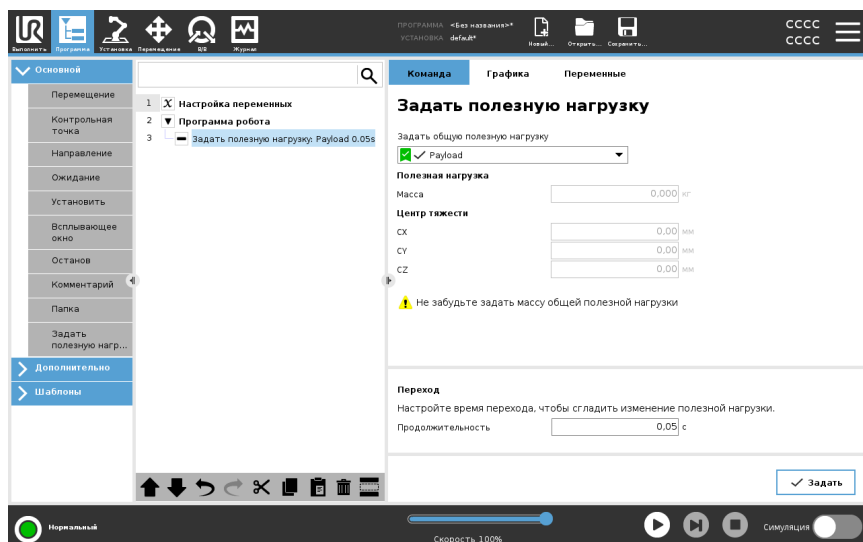 ПРОГРАММА <Без названия>*
УСТАНОВКА default*
Выполнить
Программа
Установка
Перемещение
В/В
Журнал
Новый...
Открыть...
Сохранить...
CCCC
CCCC
Основной
Перемещение
Контрольная
точка
Направление
Ожидание
Установить
Всплывающее
окно
Останов
Комментарий
Папка
Задать
полезную нагр...
Дополнительно
Шаблоны
1 X Настройка переменных
2 Программа робота
3 Задать полезную нагрузку: Payload 0.05s
Команда
Графика
Переменные
Задать полезную нагрузку
Задать общую полезную нагрузку
Payload
Полезная нагрузка
Масса 0,000 кг
Центр тяжести
CX 0,00 мм
CY 0,00 мм
CZ 0,00 мм
Не забудьте задать массу общей полезной нагрузки
Переход
Настройте время перехода, чтобы сгладить изменение полезной нагрузки.
Продолжительность 0,05 с
Задать
Нормальный
Скорость 100%
Симуляция